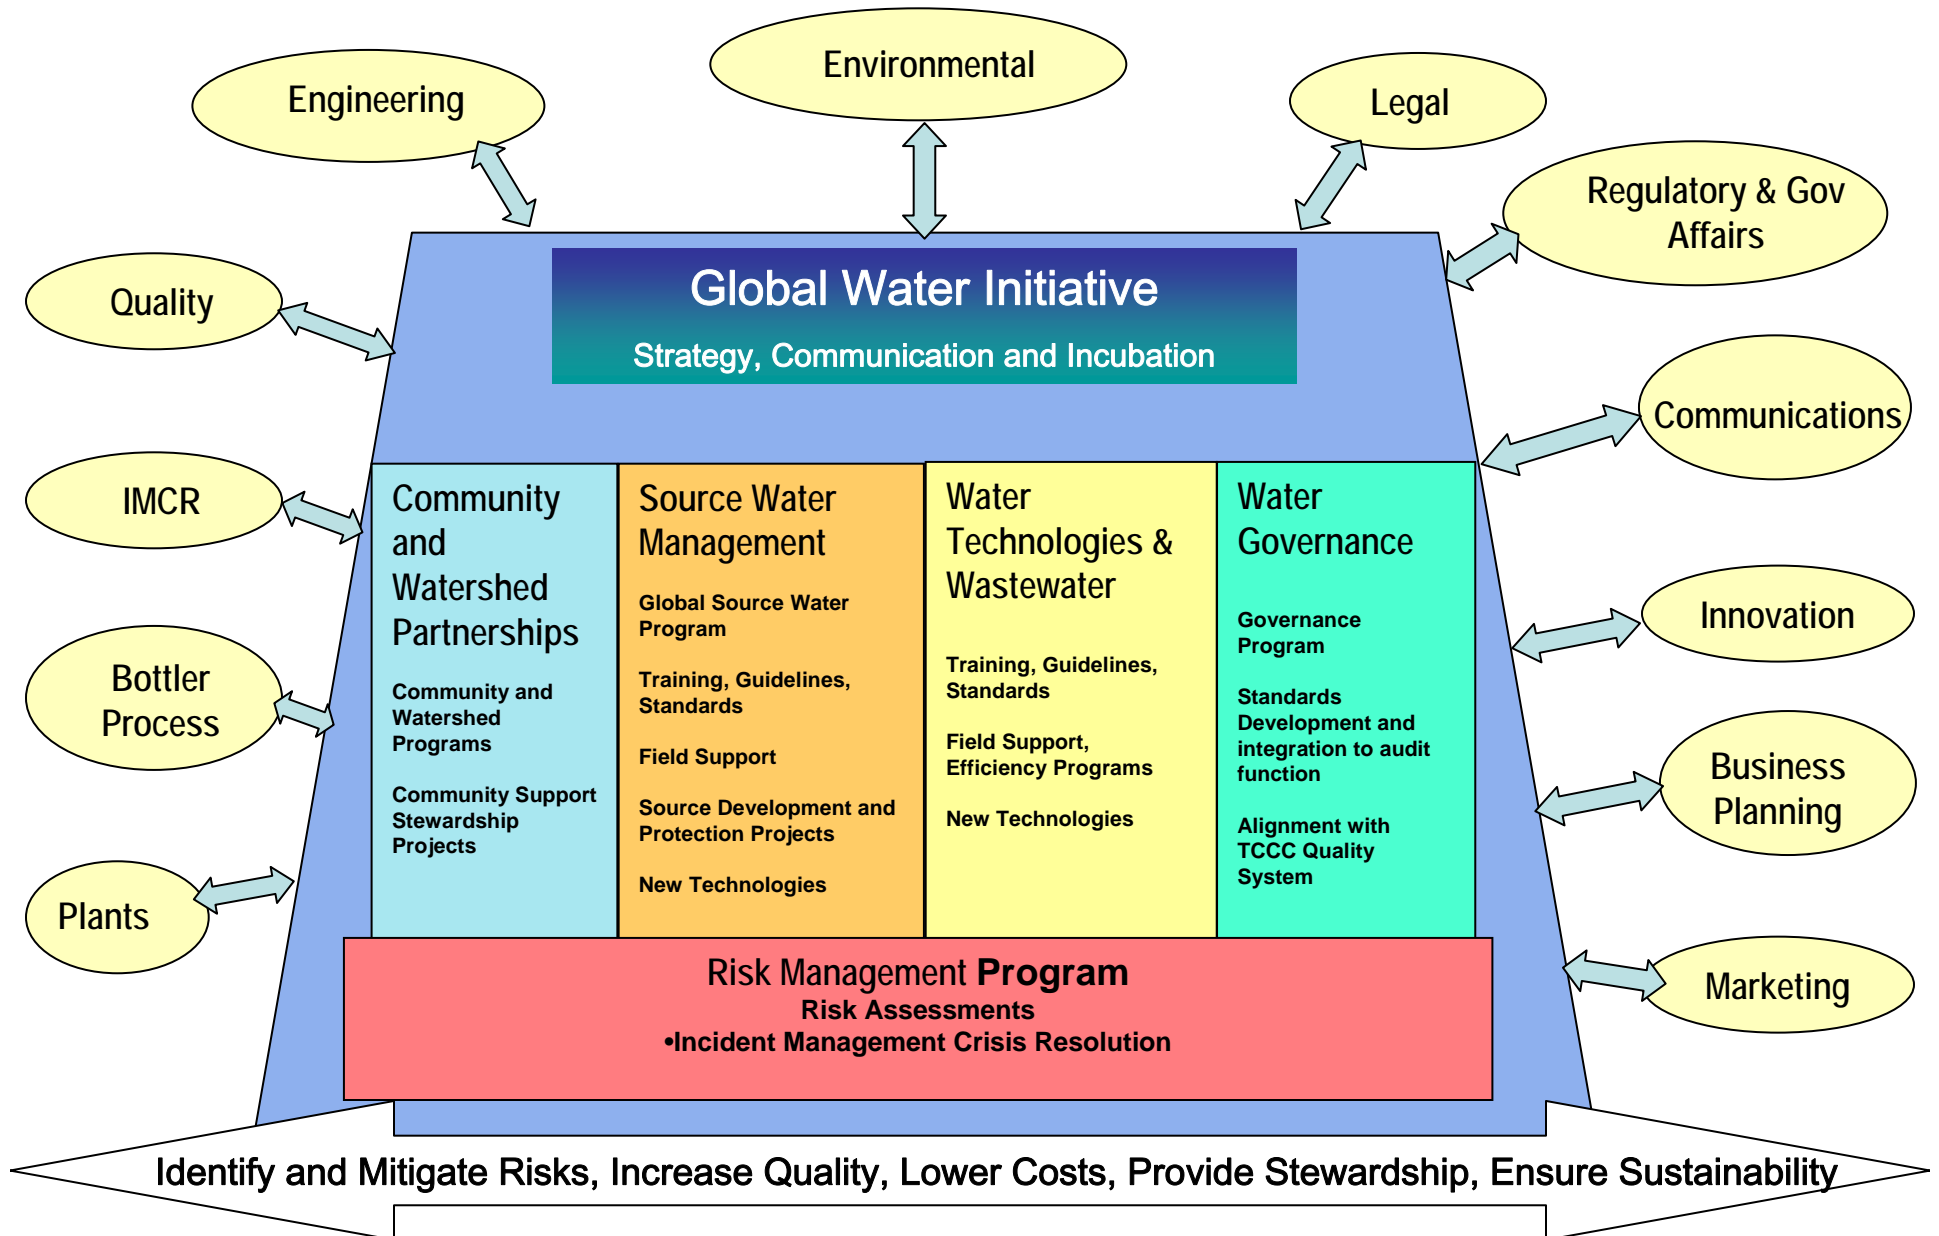 Engineering
Environmental
Legal
Regulatory & Gov
Affairs
Quality
Global Water Initiative
Strategy, Communication and Incubation
Communications
IMCR
Community
and
Watershed
Partnerships
Community and
Watershed
Programs
Community Support
Stewardship
Projects
Source Water
Management
Global Source Water
Program
Training, Guidelines,
Standards
Field Support
Source Development and
Protection Projects
New Technologies
Water
Technologies &
Wastewater
Training, Guidelines,
Standards
Field Support,
Efficiency Programs
New Technologies
Water
Governance
Governance
Program
Standards
Development and
integration to audit
function
Alignment with
TCCC Quality
System
Innovation
Bottler
Process
Business
Planning
Plants
Marketing
Risk Management Program
Risk Assessments
•Incident Management Crisis Resolution
Identify and Mitigate Risks, Increase Quality, Lower Costs, Provide Stewardship, Ensure Sustainability